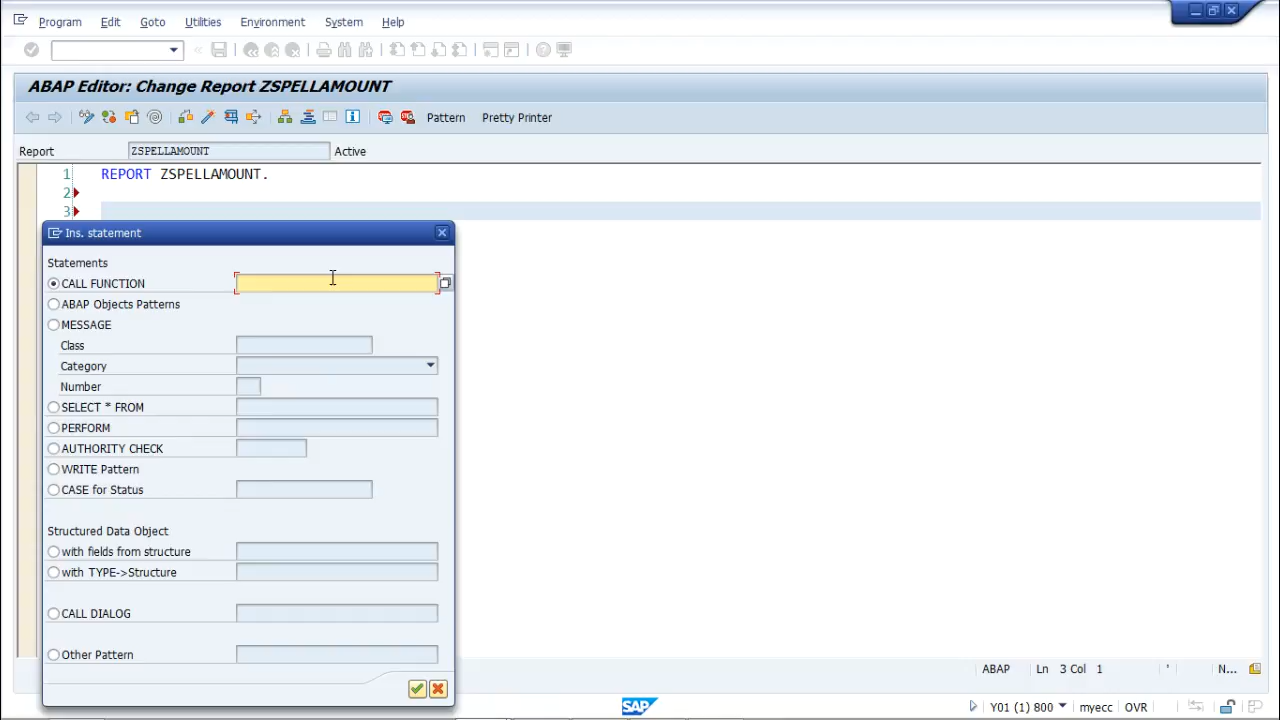 Program Edit Goto Utilities Environment System Help
ABAP Editor: Change Report ZSPELLAMOUNT
Pattern Pretty Printer
Report ZSPELLAMOUNT Active
1 REPORT ZSPELLAMOUNT.
2
3
Ins. statement
Statements
CALL FUNCTION
ABAP Objects Patterns
MESSAGE
Class
Category
Number
SELECT * FROM
PERFORM
AUTHORITY CHECK
WRITE Pattern
CASE for Status
Structured Data Object
with fields from structure
with TYPE->Structure
CALL DIALOG
Other Pattern
ABAP Ln 3 Col 1 ' N...
SAP Y01 (1) 800 myecc OVR